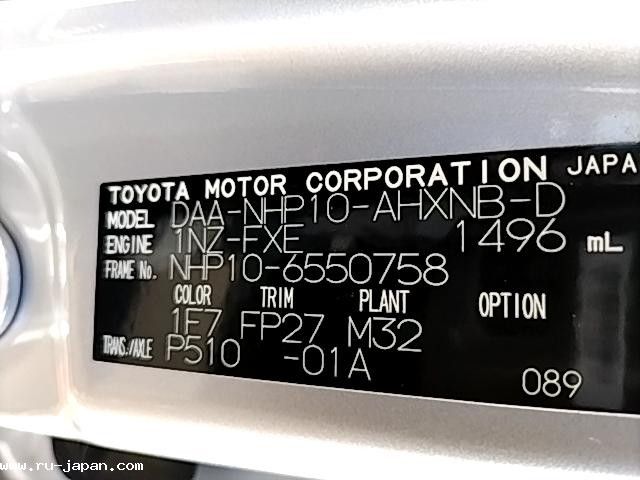 TOYOTA MOTOR CORPORATION JAPAN
MODEL DAA-NHP10-AHXNB-D
ENGINE 1NZ-FXE 1496 mL
FRAME No. NHP10-6550758
COLOR TRIM PLANT OPTION
1F7 FP27 M32
TRANS./AXLE P510 -01A
089
www.ru-japan.com